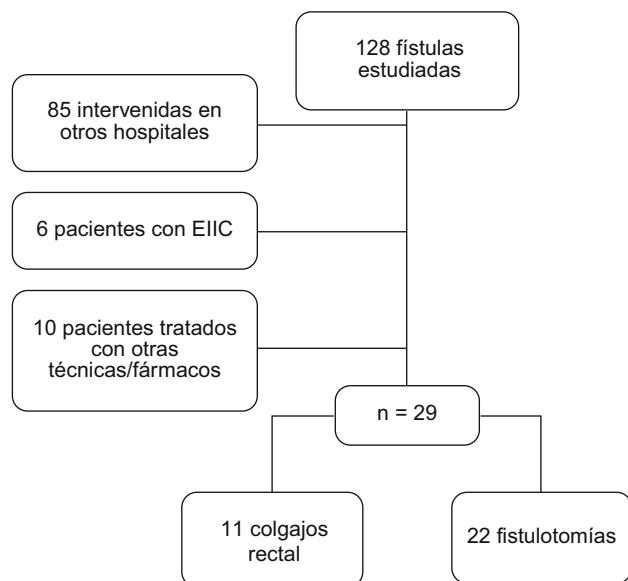 128 fístulas
estudiadas
85 intervenidas en
otros hospitales
6 pacientes con EIIC
10 pacientes tratados
con otras
técnicas/fármacos
n = 29
11 colgajos
rectal
22 fistulotomías